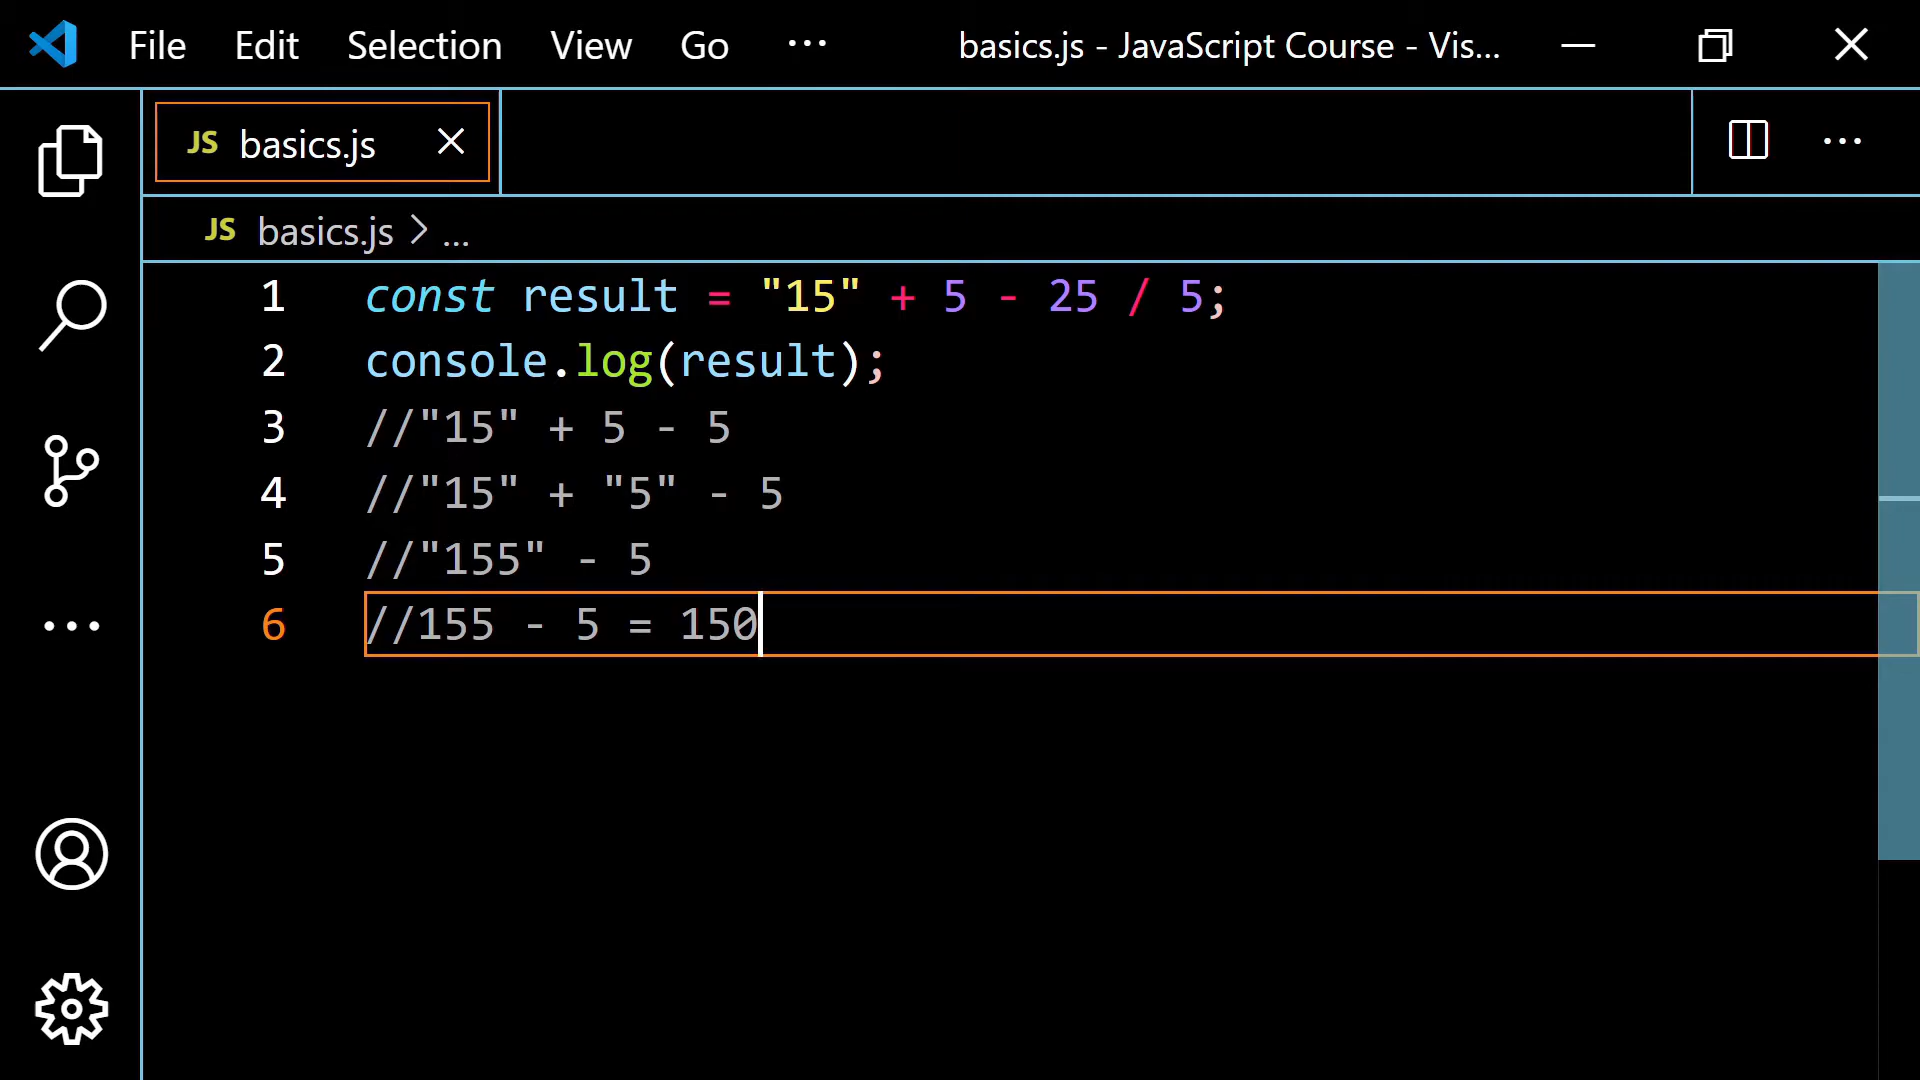 File Edit Selection View Go ... basics.js - JavaScript Course - Vis...
JS basics.js
JS basics.js > ...
1 const result = "15" + 5 - 25 / 5;
2 console.log(result);
3 //"15" + 5 - 5
4 //"15" + "5" - 5
5 //"155" - 5
6 //155 - 5 = 150